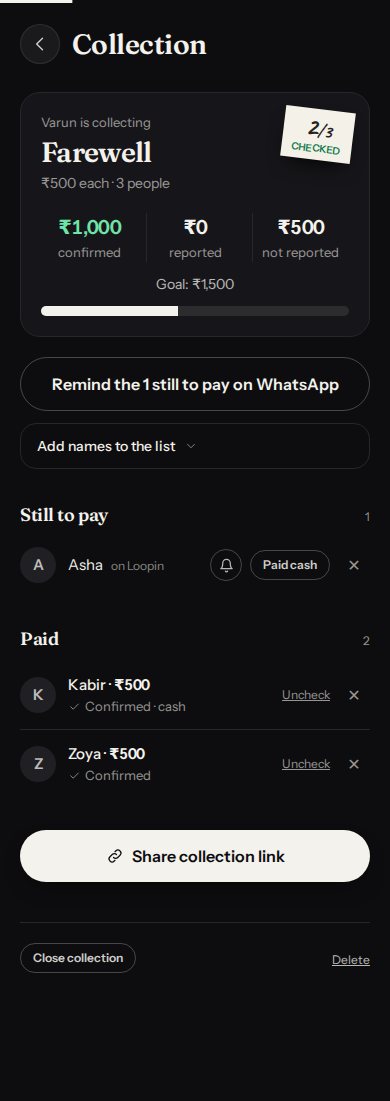 Collection
Varun is collecting
Farewell
₹500 each · 3 people
2/3
CHECKED
₹1,000
confirmed
₹0
reported
₹500
not reported
Goal: ₹1,500
Remind the 1 still to pay on WhatsApp
Add names to the list
Still to pay
1
A
Asha on Loopin
Paid cash
Paid
2
K
Kabir · ₹500
Confirmed · cash
Uncheck
Z
Zoya · ₹500
Confirmed
Uncheck
Share collection link
Close collection
Delete